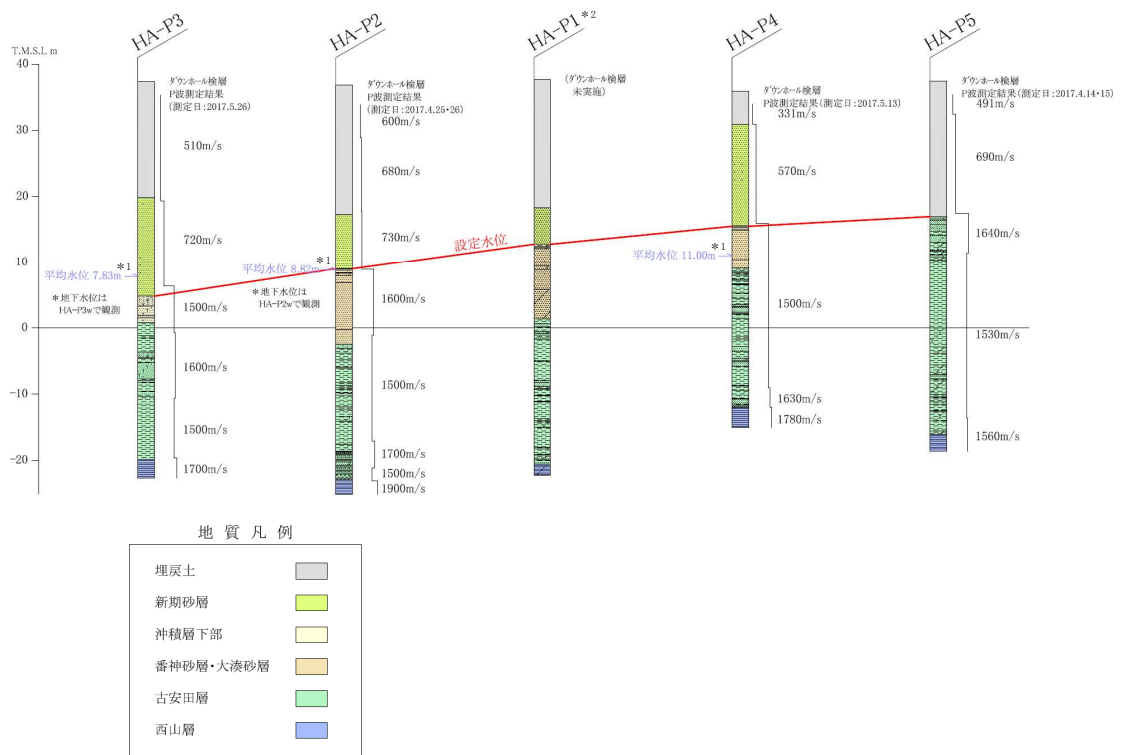 HA-P3
HA-P2
HA-P1 *2
HA-P4
HA-P5
T.M.S.L m
40
30
20
10
0
-10
-20
ダウンホール検層
P波測定結果
(測定日:2017.5.26)
510m/s
720m/s
*1
平均水位 7.83m
*地下水位は
HA-P3wで観測
1500m/s
1600m/s
1500m/s
1700m/s
ダウンホール検層
P波測定結果
(測定日:2017.4.25・26)
600m/s
680m/s
730m/s
*1
平均水位 8.82m
*地下水位は
HA-P2wで観測
1600m/s
1500m/s
1700m/s
1500m/s
1900m/s
設定水位
(ダウンホール検層
未実施)
ダウンホール検層
P波測定結果(測定日:2017.5.13)
331m/s
570m/s
*1
平均水位 11.00m
1500m/s
1630m/s
1780m/s
ダウンホール検層
P波測定結果(測定日:2017.4.14・15)
491m/s
690m/s
1640m/s
1530m/s
1560m/s
地質凡例
埋戻土
新期砂層
沖積層下部
番神砂層・大湊砂層
古安田層
西山層